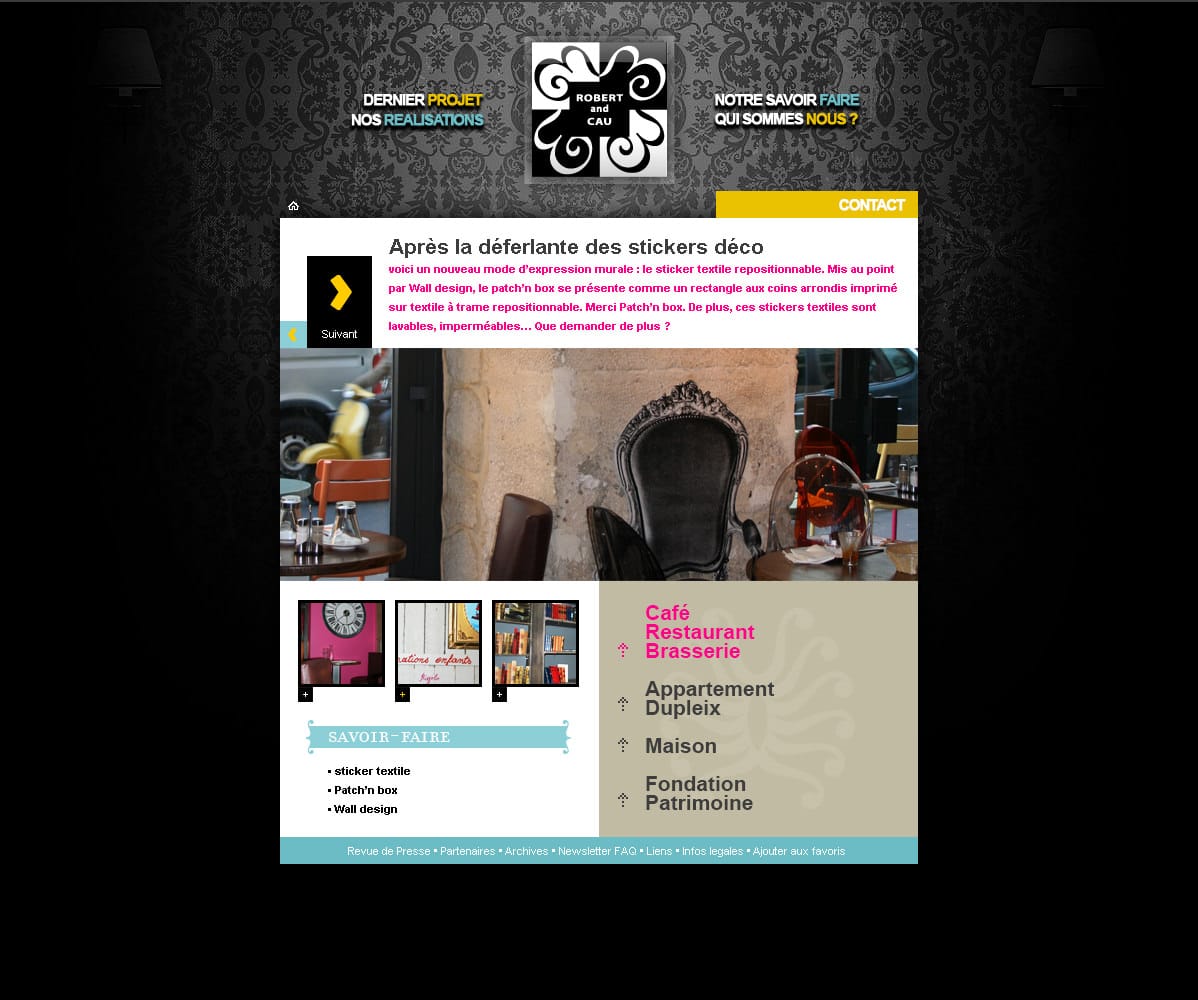 DERNIER PROJET
NOS REALISATIONS
ROBERT
and
CAU
NOTRE SAVOIR FAIRE
QUI SOMMES NOUS ?
CONTACT
Après la déferlante des stickers déco
voici un nouveau mode d'expression murale : le sticker textile repositionnable. Mis au point
par Wall design, le patch'n box se présente comme un rectangle aux coins arrondis imprimé
sur textile à trame repositionnable. Merci Patch'n box. De plus, ces stickers textiles sont
lavables, imperméables... Que demander de plus ?
Suivant
rations enfants
+ + +
SAVOIR-FAIRE
• sticker textile
• Patch'n box
• Wall design
Café
Restaurant
Brasserie
Appartement
Dupleix
Maison
Fondation
Patrimoine
Revue de Presse • Partenaires • Archives • Newsletter FAQ • Liens • Infos legales • Ajouter aux favoris